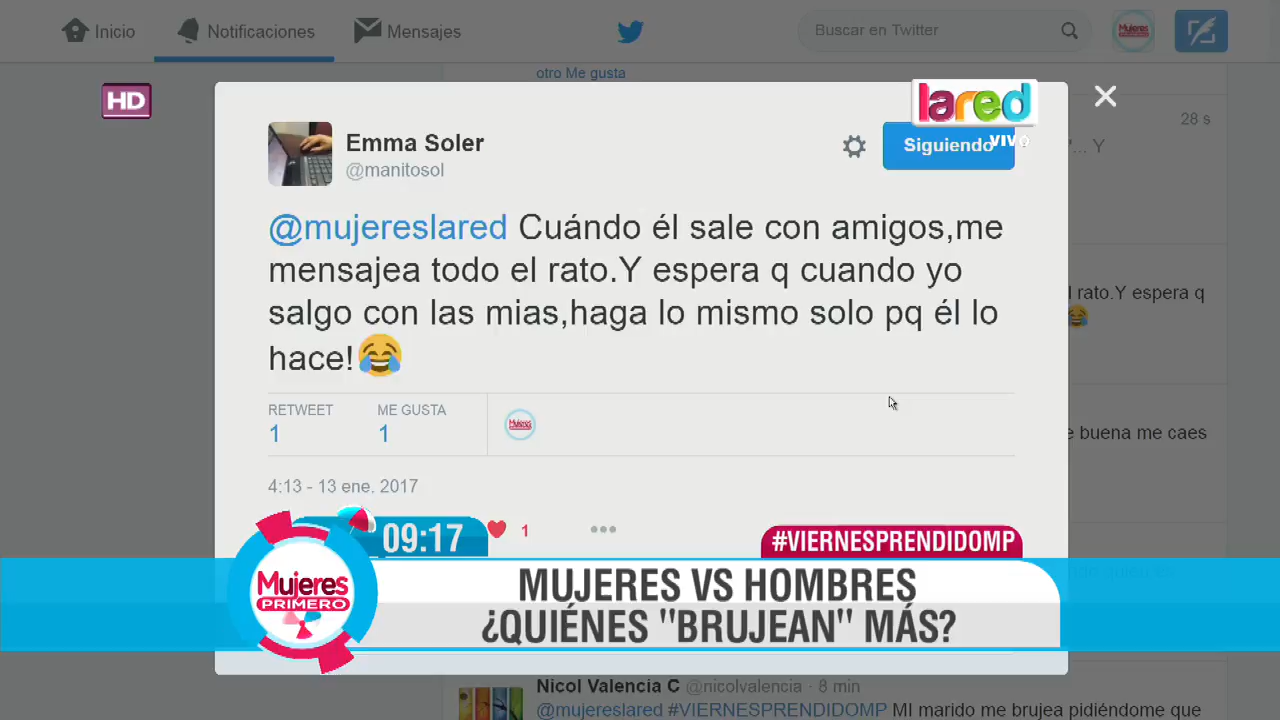 Inicio
Notificaciones
Mensajes
Buscar en Twitter
Mujeres
otro Me gusta
HD
lared
VIVO
28 s
Emma Soler
@manitosol
Siguiendo
"... Y
@mujereslared Cuándo él sale con amigos,me
mensajea todo el rato.Y espera q cuando yo
salgo con las mias,haga lo mismo solo pq él lo
hace!😂
l rato.Y espera q
RETWEET
ME GUSTA
1
1
Mujeres
e buena me caes
4:13 - 13 ene. 2017
09:17
1
#VIERNESPRENDIDOMP
Mujeres
PRIMERO
MUJERES VS HOMBRES
¿QUIÉNES "BRUJEAN" MÁS?
Nicol Valencia C @nicolvalencia · 8 min
@mujereslared #VIERNESPRENDIDOMP MI marido me brujea pidiéndome que